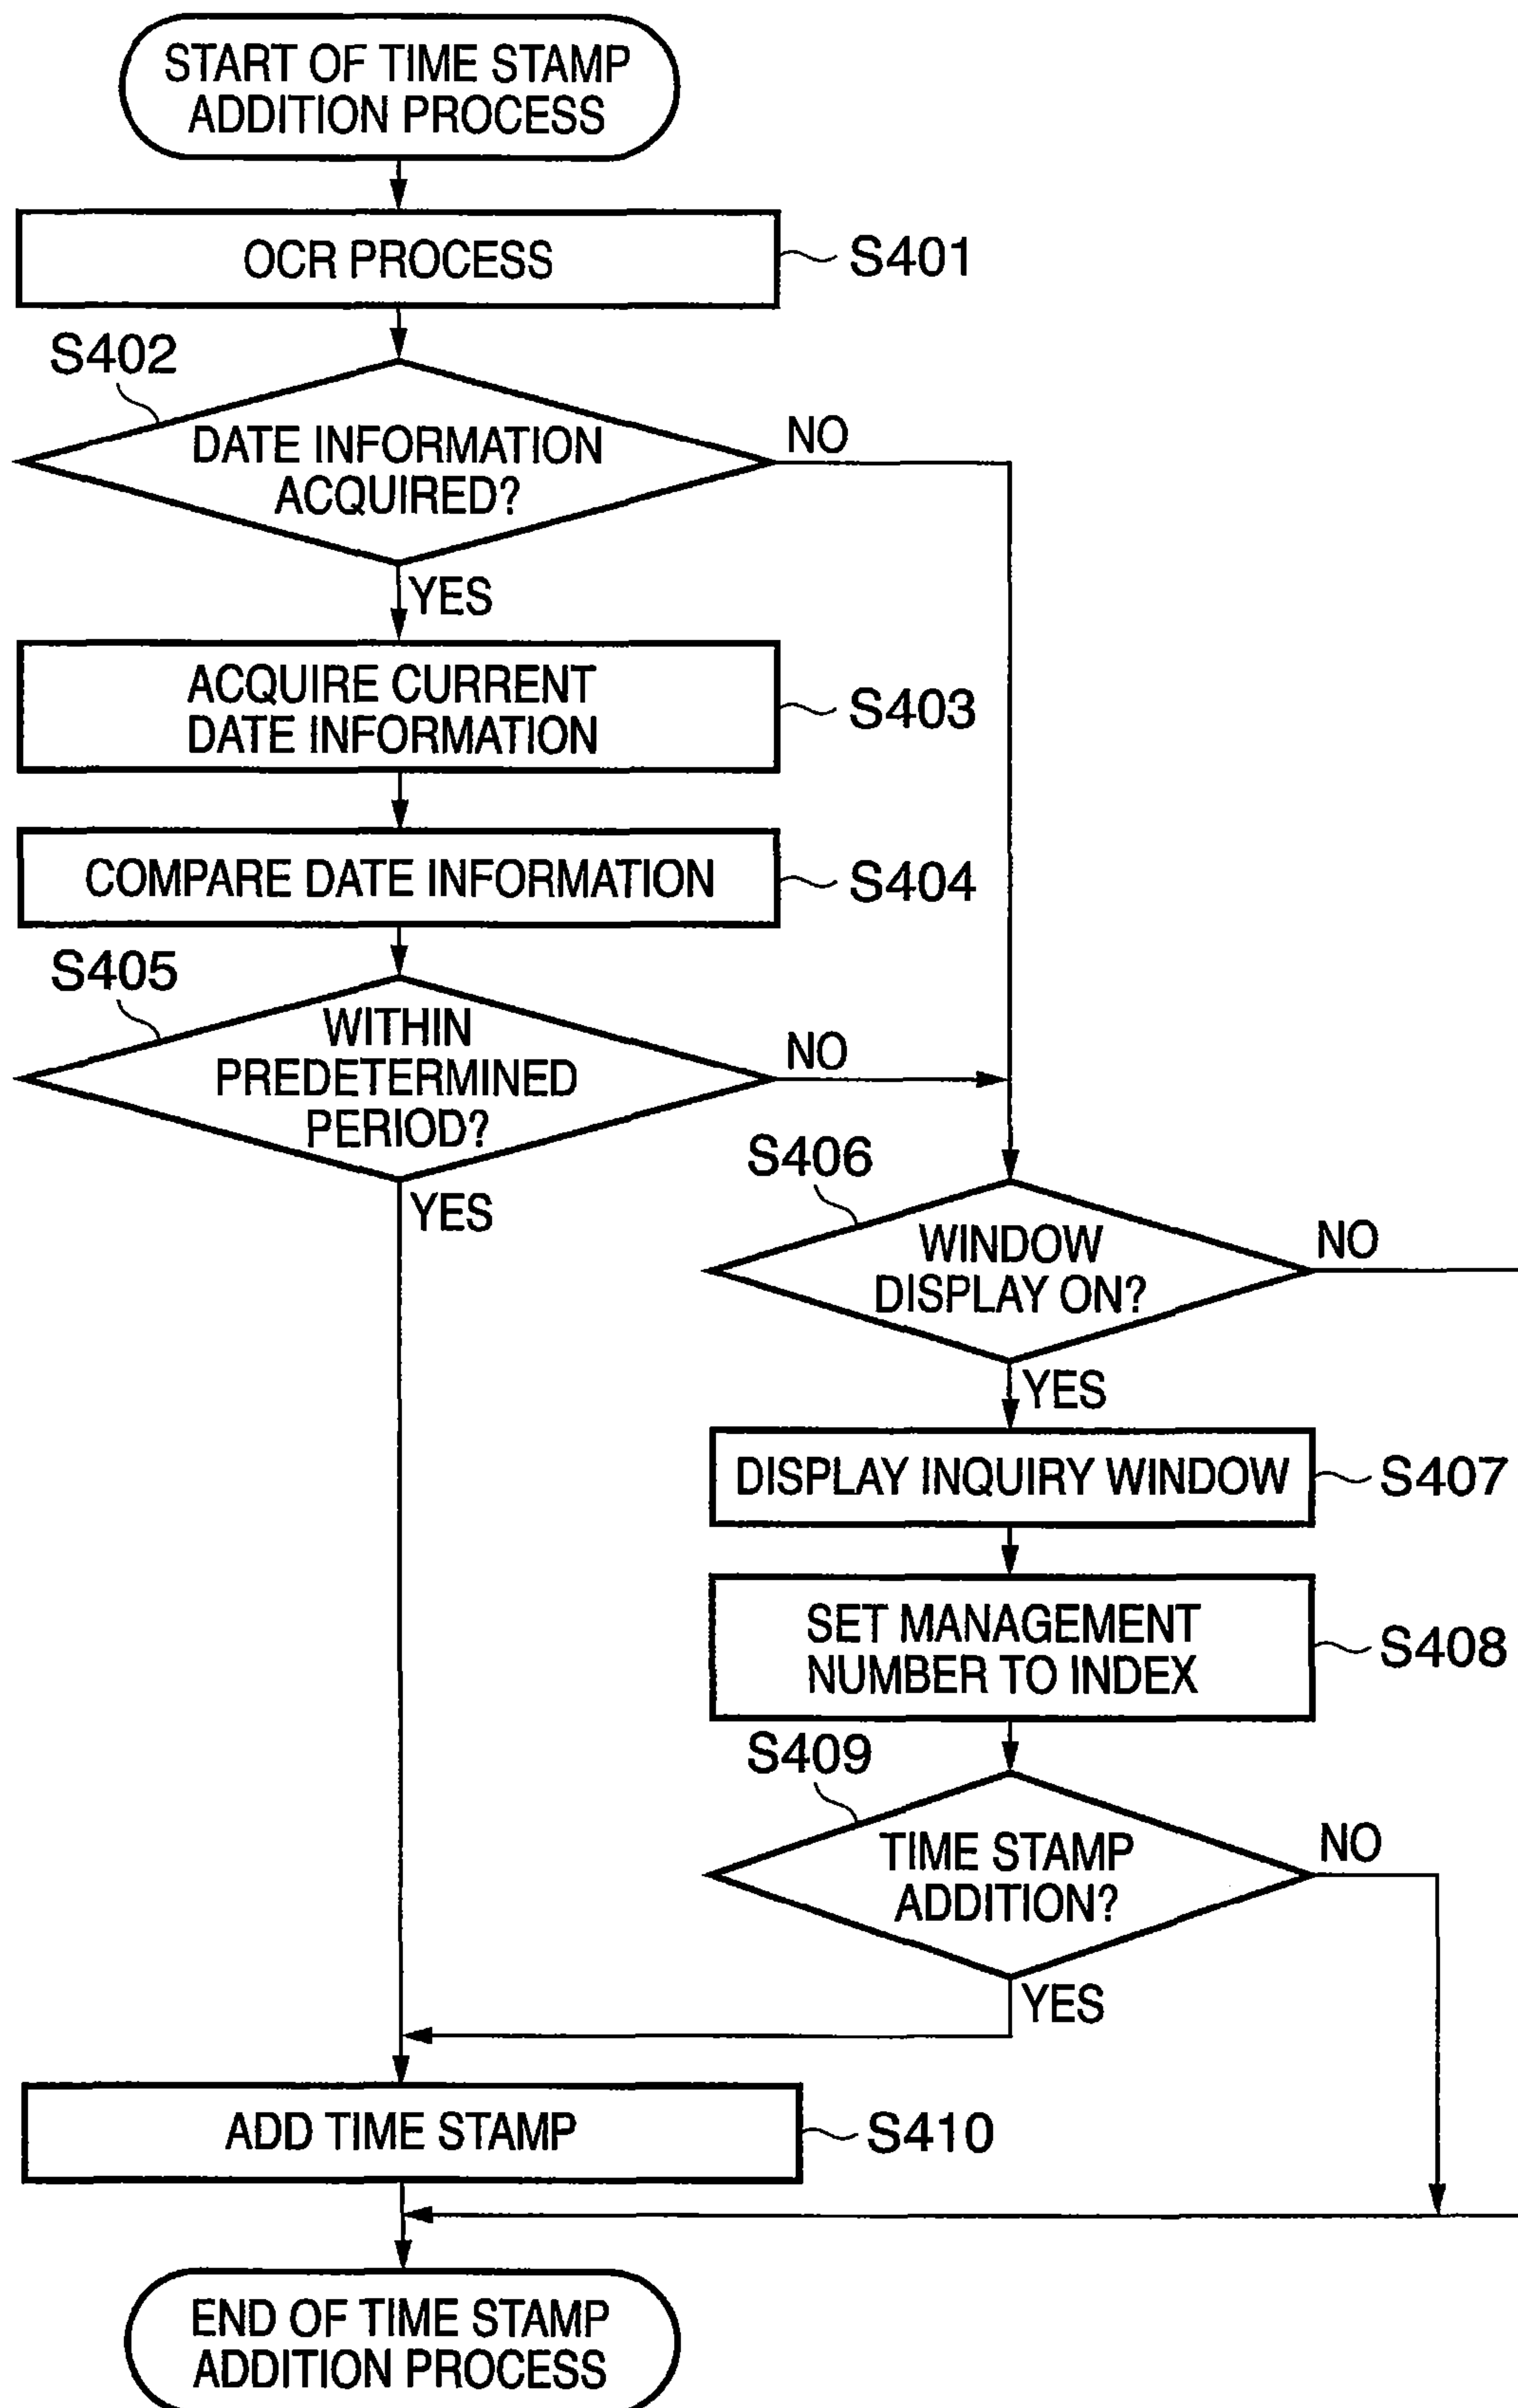 START OF TIME STAMP
ADDITION PROCESS
OCR PROCESS
S401
S402
DATE INFORMATION
ACQUIRED?
NO
YES
ACQUIRE CURRENT
DATE INFORMATION
S403
COMPARE DATE INFORMATION
S404
S405
WITHIN
PREDETERMINED
PERIOD?
NO
YES
S406
WINDOW
DISPLAY ON?
NO
YES
DISPLAY INQUIRY WINDOW
S407
SET MANAGEMENT
NUMBER TO INDEX
S408
S409
TIME STAMP
ADDITION?
NO
YES
ADD TIME STAMP
S410
END OF TIME STAMP
ADDITION PROCESS